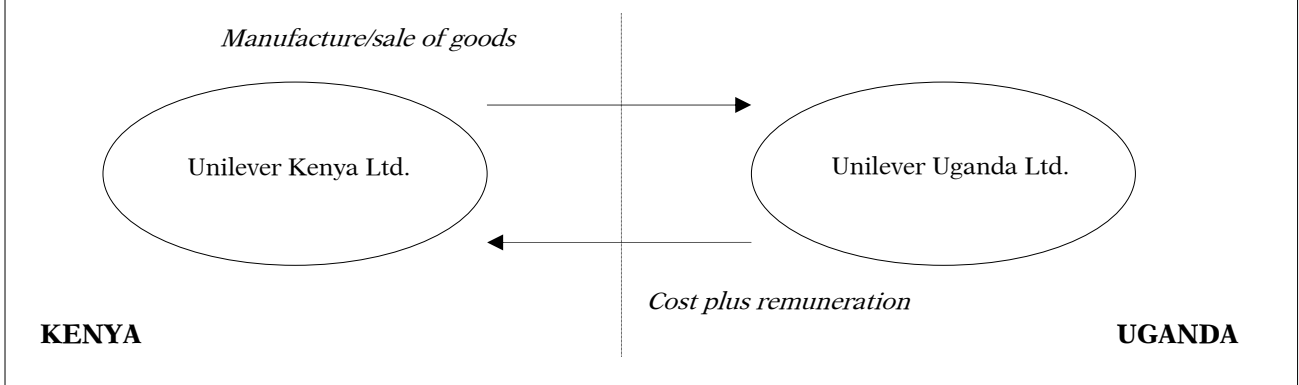 Manufacture/sale of goods
Unilever Kenya Ltd.
Unilever Uganda Ltd.
Cost plus remuneration
KENYA
UGANDA